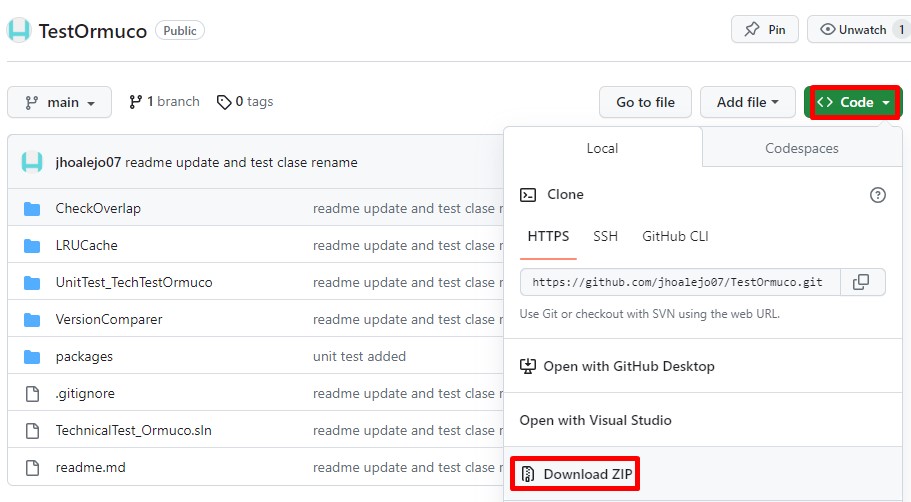 TestOrmuco Public Pin Unwatch 1
main 1 branch 0 tags Go to file Add file <> Code
jhoalejo07 readme update and test clase rename
CheckOverlap readme update and test clase
LRUCache readme update and test clase
UnitTest_TechTestOrmuco readme update and test clase
VersionComparer readme update and test clase
packages unit test added
.gitignore readme update and test clase
TechnicalTest_Ormuco.sln readme update and test clase
readme.md readme update and test clase
Local Codespaces
Clone
HTTPS SSH GitHub CLI
https://github.com/jhoalejo07/TestOrmuco.git
Use Git or checkout with SVN using the web URL.
Open with GitHub Desktop
Open with Visual Studio
Download ZIP